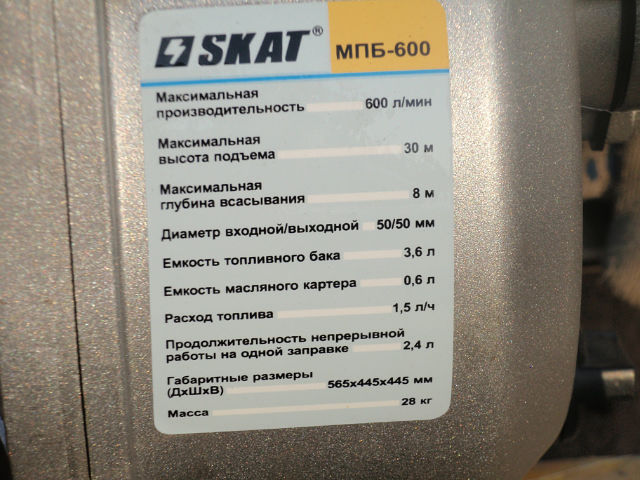 SKAT® МПБ-600
Максимальная
производительность 600 л/мин
Максимальная
высота подъема 30 м
Максимальная
глубина всасывания 8 м
Диаметр входной/выходной 50/50 мм
Емкость топливного бака 3,6 л
Емкость масляного картера 0,6 л
Расход топлива 1,5 л/ч
Продолжительность непрерывной
работы на одной заправке 2,4 л
Габаритные размеры
(ДхШхВ) 565х445х445 мм
Масса 28 кг